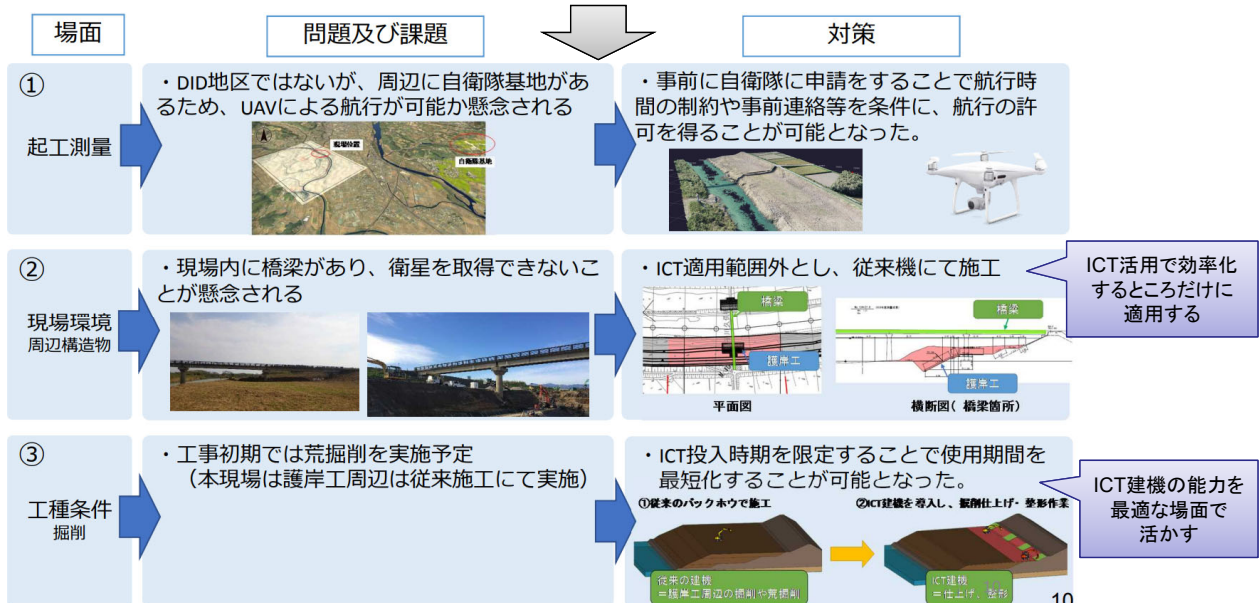 場面
問題及び課題
対策
①
起工測量
・DID地区ではないが、周辺に自衛隊基地があ
るため、UAVによる航行が可能か懸念される
現場位置
自衛隊基地
・事前に自衛隊に申請をすることで航行時
間の制約や事前連絡等を条件に、航行の許
可を得ることが可能となった。
②
現場環境
周辺構造物
・現場内に橋梁があり、衛星を取得できないこ
とが懸念される
・ICT適用範囲外とし、従来機にて施工
橋梁
護岸工
平面図
橋梁
護岸工
横断図( 橋梁箇所)
ICT活用で効率化
するところだけに
適用する
③
工種条件
掘削
・工事初期では荒掘削を実施予定
（本現場は護岸工周辺は従来施工にて実施）
・ICT投入時期を限定することで使用期間を
最短化することが可能となった。
①従来のバックホウで施工
②ICT建機を導入し、掘削仕上げ・整形作業
従来の建機
＝護岸工周辺の掘削や荒掘削
ICT建機
＝仕上げ、整形
ICT建機の能力を
最適な場面で
活かす
10